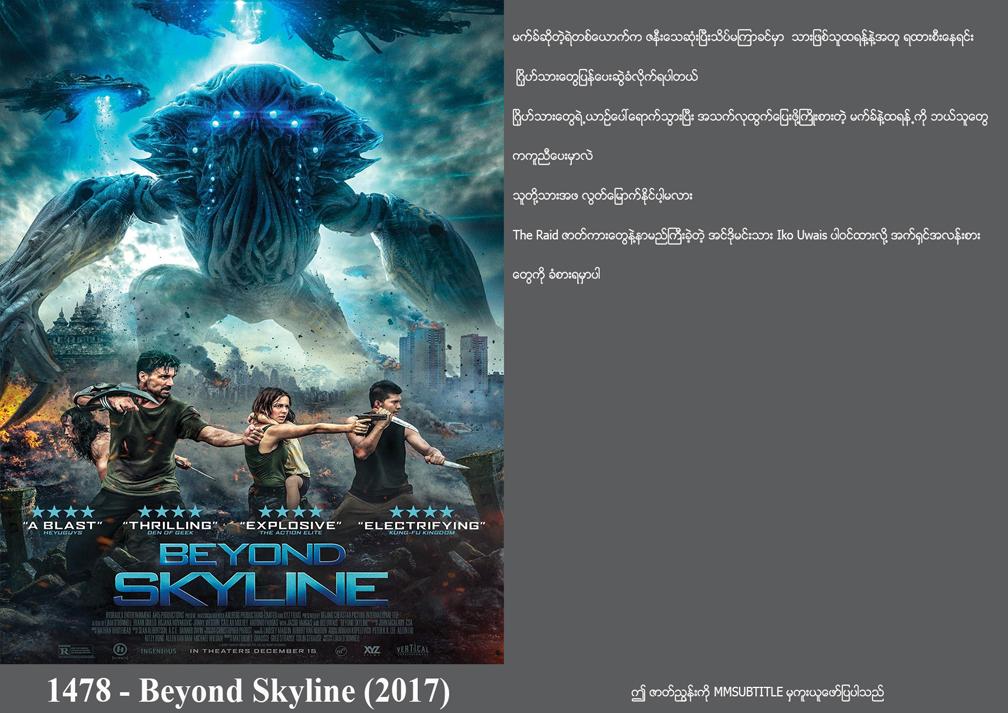 ★★★★ ★★★★ ★★★★ ★★★★
"A BLAST" "THRILLING" "EXPLOSIVE" "ELECTRIFYING"
HEYUGUYS DEN OF GEEK THE ACTION ELITE KUNG-FU KINGDOM
BEYOND
SKYLINE
R INGENIOUS IN THEATERS DECEMBER 15 XYZ VERTICAL
1478 - Beyond Skyline (2017)
မက်ခ်ဆိုတဲ့ရဲတစ်ယောက်က ဇနီးသေဆုံးပြီးသိပ်မကြာခင်မှာ သားဖြစ်သူထရန့်နဲ့အတူ ရထားစီးနေရင်း
ဂြိုဟ်သားတွေပြန်ပေးဆွဲခံလိုက်ရပါတယ်
ဂြိုဟ်သားတွေရဲ့ယာဉ်ပေါ်ရောက်သွားပြီး အသက်လုထွက်ပြေးဖို့ကြိုးစားတဲ့ မက်ခ်နဲ့ထရန့်ကို ဘယ်သူတွေ
ကကူညီပေးမှာလဲ
သူတို့သားအဖ လွတ်မြောက်နိုင်ပါ့မလား
The Raid ဇာတ်ကားတွေနဲ့နာမည်ကြီးခဲ့တဲ့ အင်ဒိုမင်းသား Iko Uwais ပါဝင်ထားလို့ အက်ရှင်အလန်းစား
တွေကို ခံစားရမှာပါ
ဤ ဇာတ်ညွှန်းကို MMSUBTITLE မှကူးယူဖော်ပြပါသည်